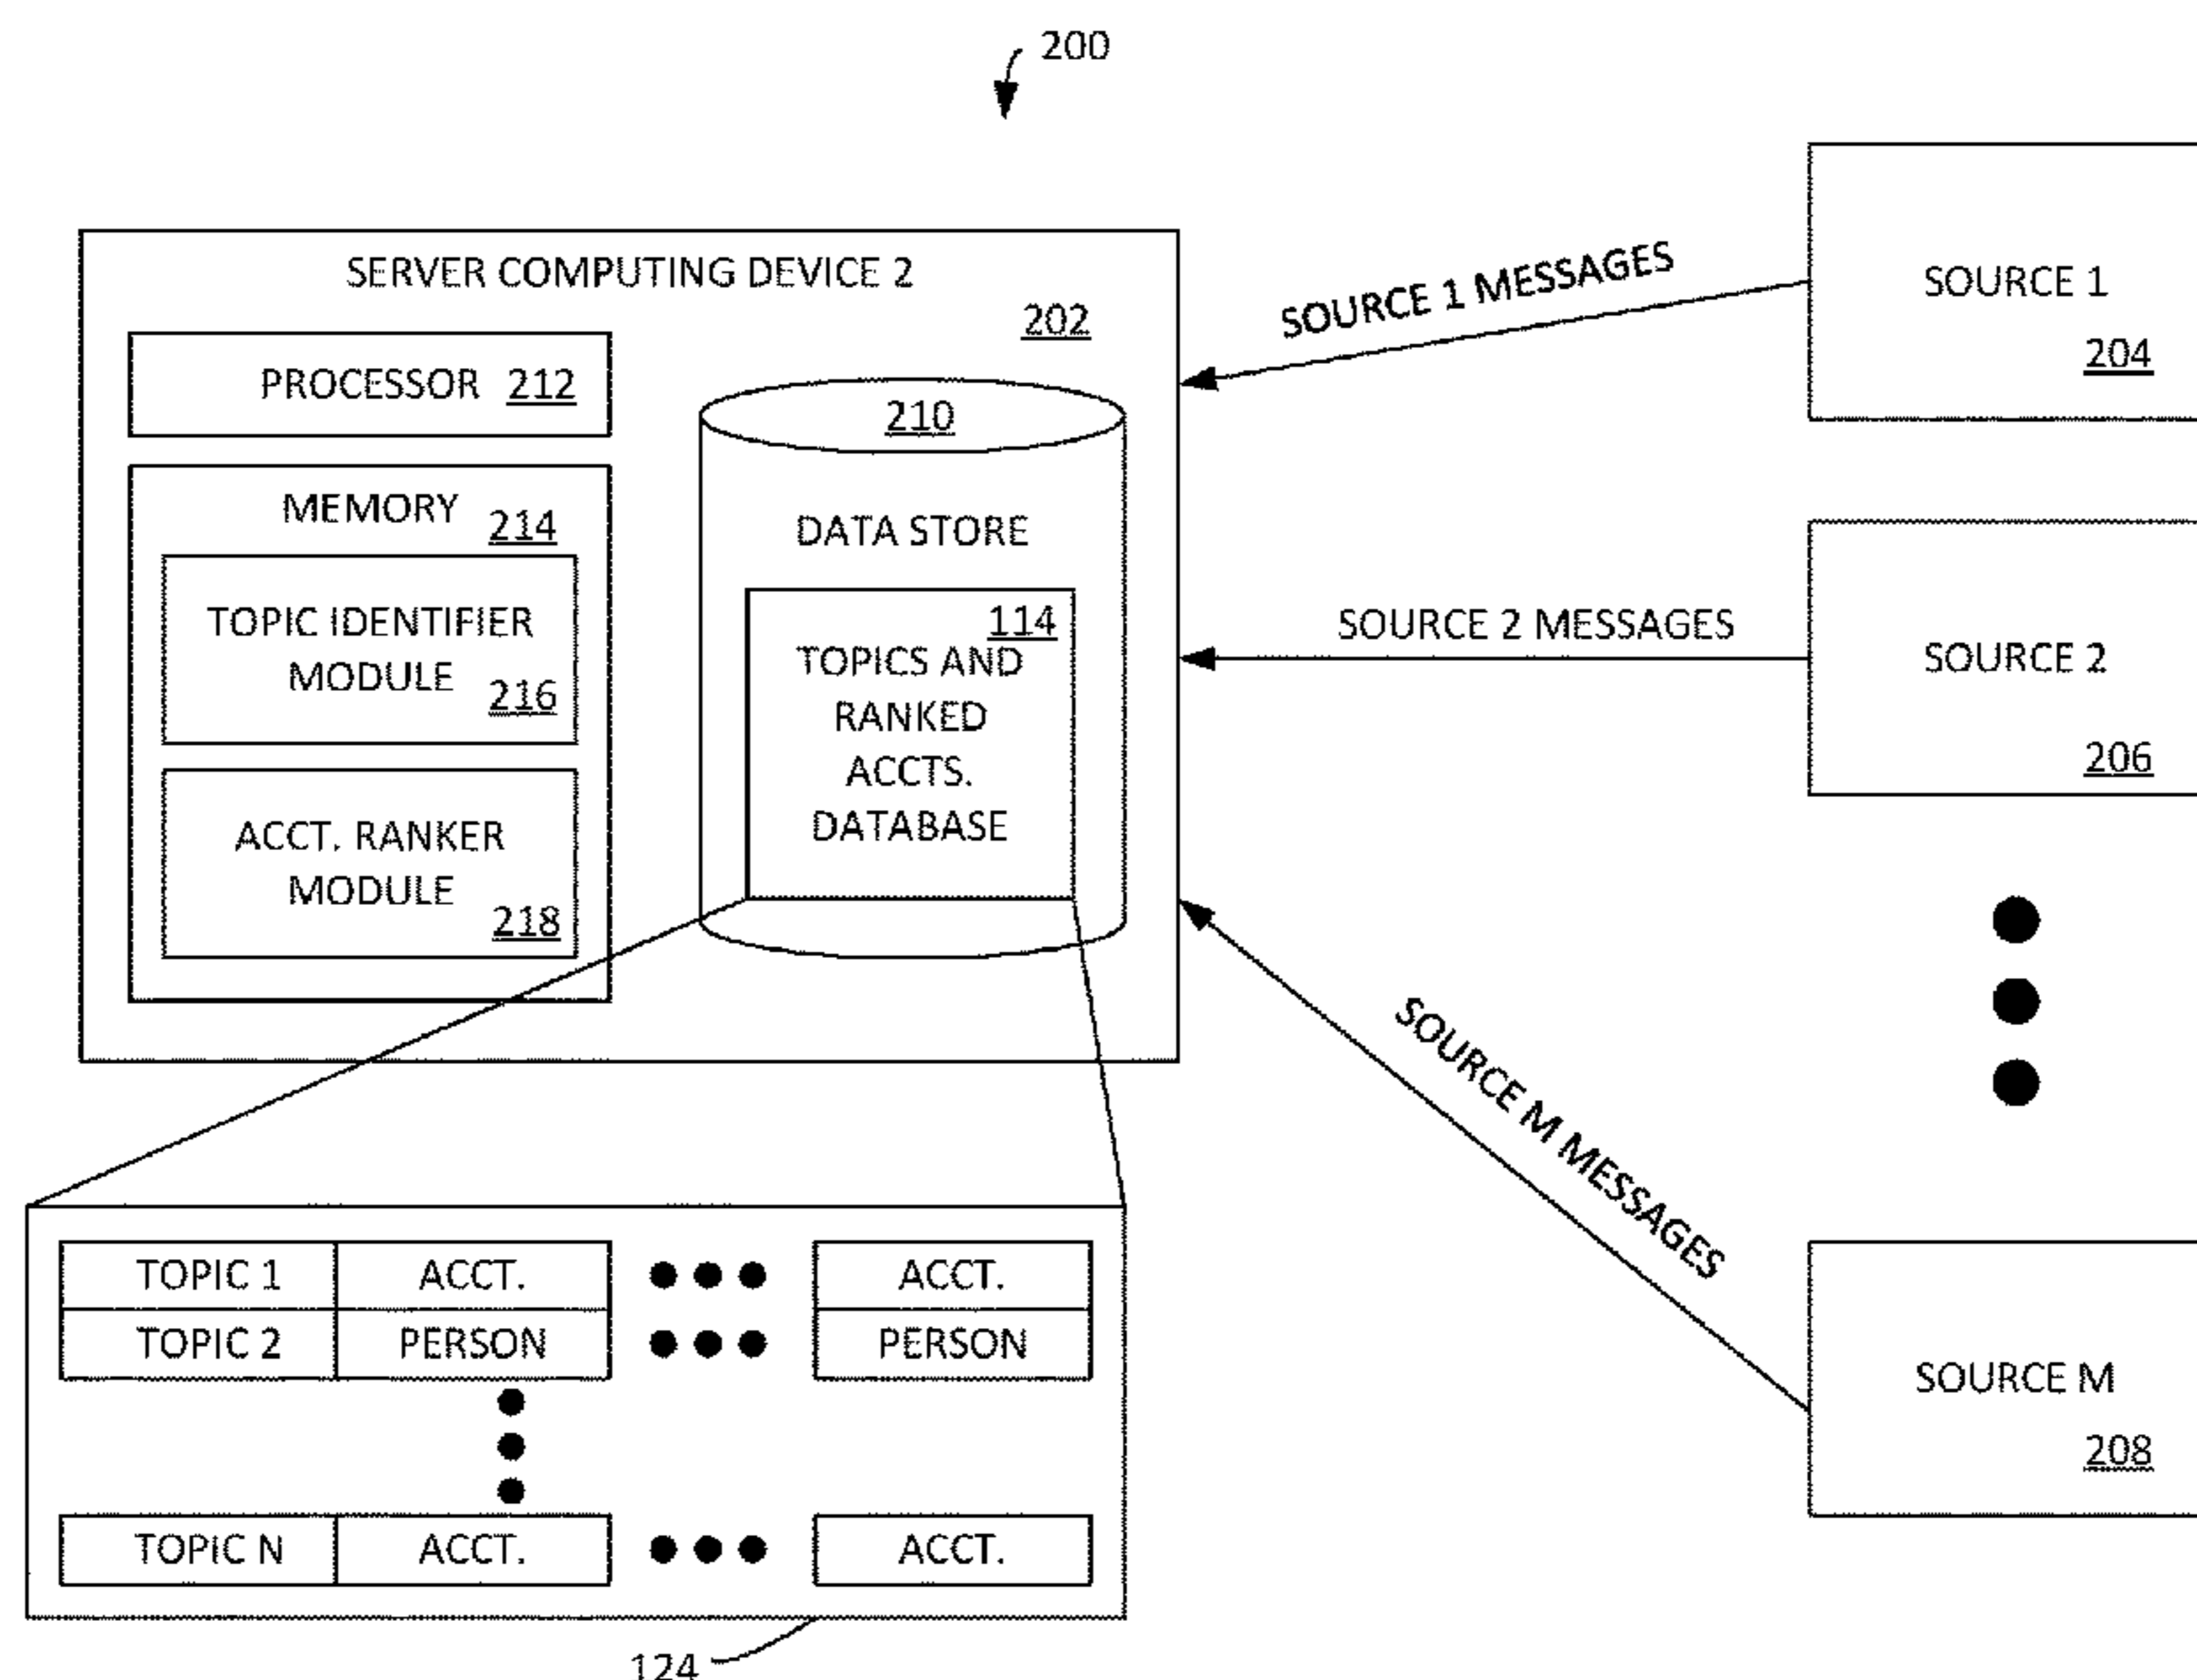 200
SERVER COMPUTING DEVICE 2
202
PROCESSOR 212
MEMORY
214
TOPIC IDENTIFIER
MODULE
216
ACCT. RANKER
MODULE
218
210
DATA STORE
114
TOPICS AND
RANKED
ACCTS.
DATABASE
SOURCE 1 MESSAGES
SOURCE 1
204
SOURCE 2 MESSAGES
SOURCE 2
206
SOURCE M MESSAGES
SOURCE M
208
TOPIC 1 ACCT. ACCT.
TOPIC 2 PERSON PERSON
TOPIC N ACCT. ACCT.
124